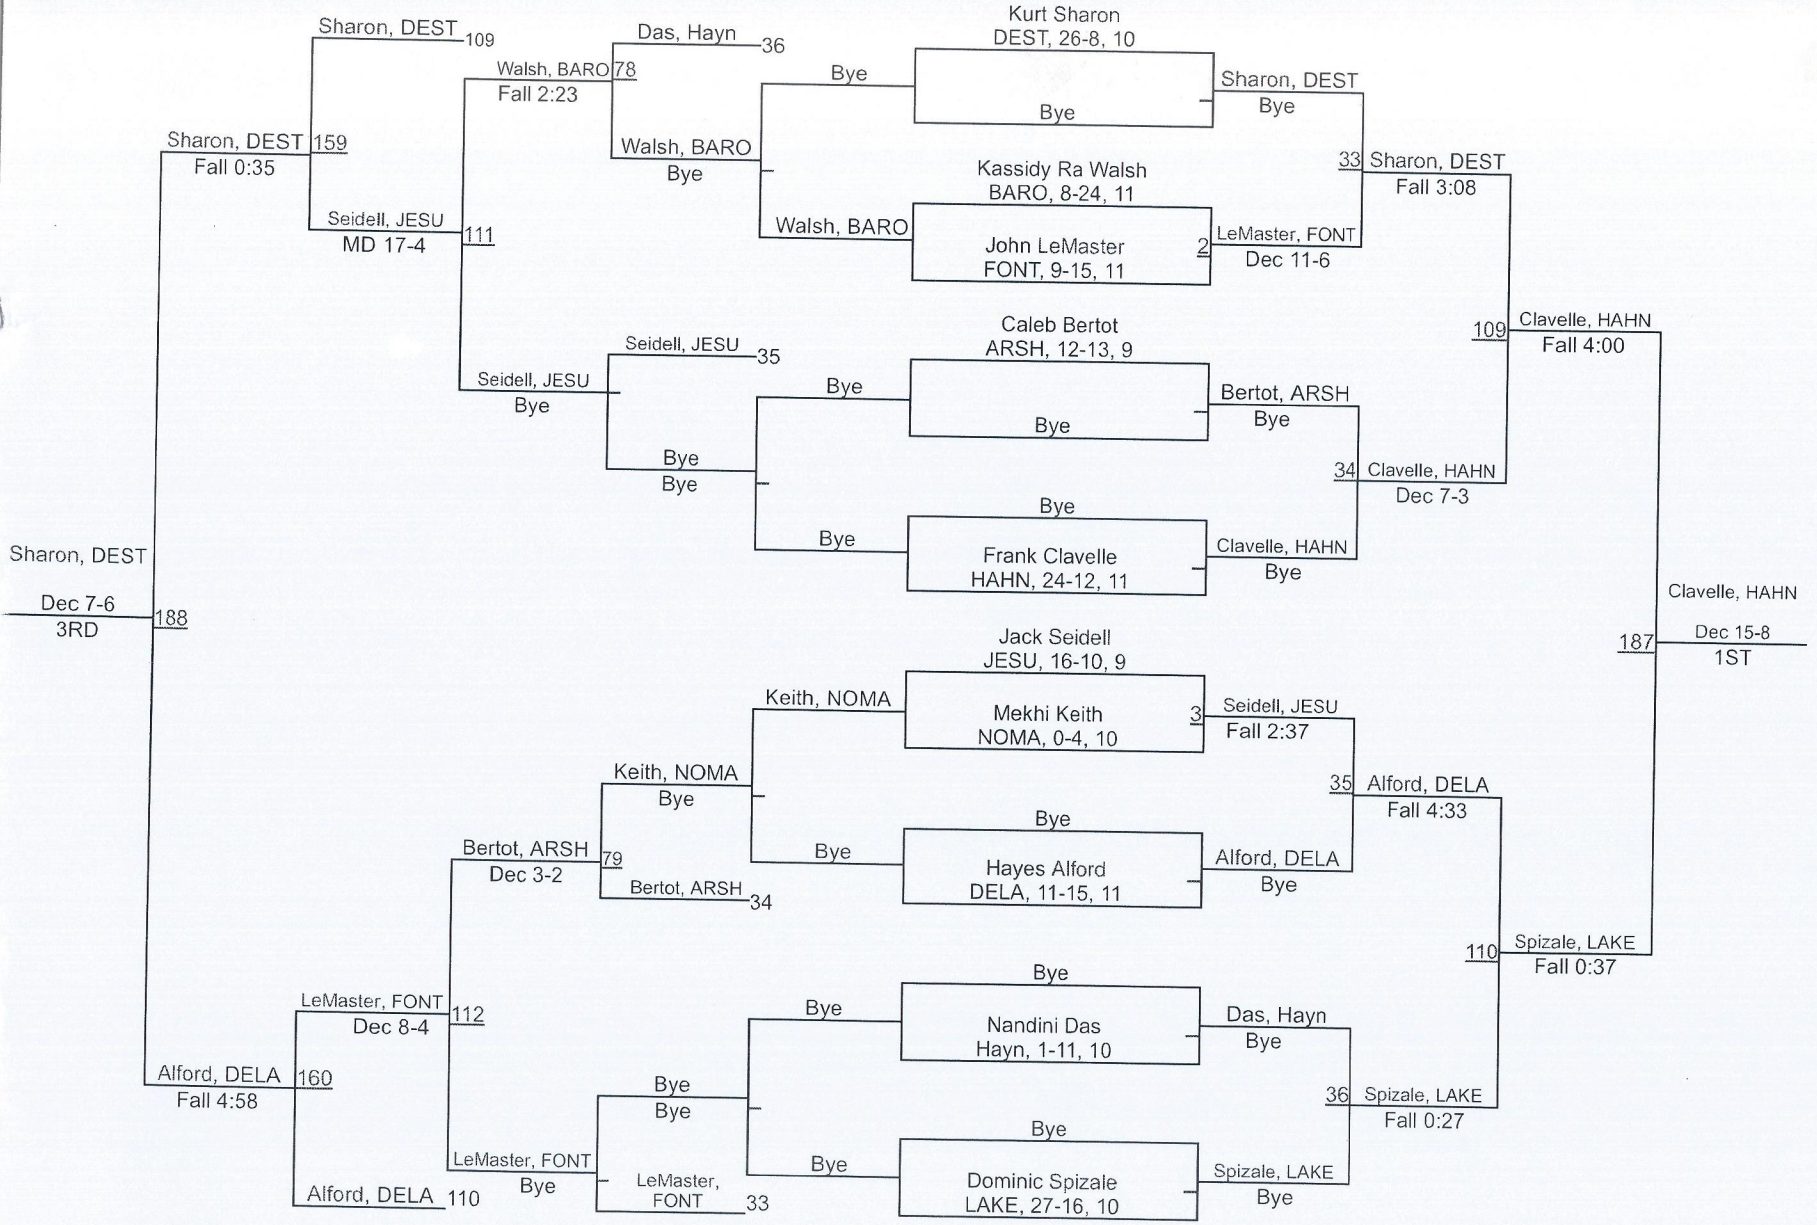 Kurt Sharon
DEST, 26-8, 10
Bye
Kassidy Ra Walsh
BARO, 8-24, 11
John LeMaster
FONT, 9-15, 11
2
Caleb Bertot
ARSH, 12-13, 9
Bye
Bye
Frank Clavelle
HAHN, 24-12, 11
Jack Seidell
JESU, 16-10, 9
Mekhi Keith
NOMA, 0-4, 10
3
Bye
Hayes Alford
DELA, 11-15, 11
Bye
Nandini Das
Hayn, 1-11, 10
Bye
Dominic Spizale
LAKE, 27-16, 10
Sharon, DEST
Bye
LeMaster, FONT
Dec 11-6
Bertot, ARSH
Bye
Clavelle, HAHN
Bye
Seidell, JESU
Fall 2:37
Alford, DELA
Bye
Das, Hayn
Bye
Spizale, LAKE
Bye
33 Sharon, DEST
Fall 3:08
34 Clavelle, HAHN
Dec 7-3
35 Alford, DELA
Fall 4:33
36 Spizale, LAKE
Fall 0:27
109 Clavelle, HAHN
Fall 4:00
110 Spizale, LAKE
Fall 0:37
Clavelle, HAHN
187 Dec 15-8
1ST
Bye
Walsh, BARO
Bye
Bye
Keith, NOMA
Bye
Bye
Bye
Das, Hayn 36
Walsh, BARO
Bye
Seidell, JESU 35
Bye
Bye
Keith, NOMA
Bye
Bertot, ARSH 34
Bye
Bye
LeMaster,
FONT 33
Walsh, BARO 78
Fall 2:23
Seidell, JESU
Bye
Bertot, ARSH 79
Dec 3-2
LeMaster, FONT
Bye
Sharon, DEST 109
Seidell, JESU 111
MD 17-4
LeMaster, FONT 112
Dec 8-4
Alford, DELA 110
Sharon, DEST 159
Fall 0:35
Alford, DELA 160
Fall 4:58
Sharon, DEST
Dec 7-6 188
3RD